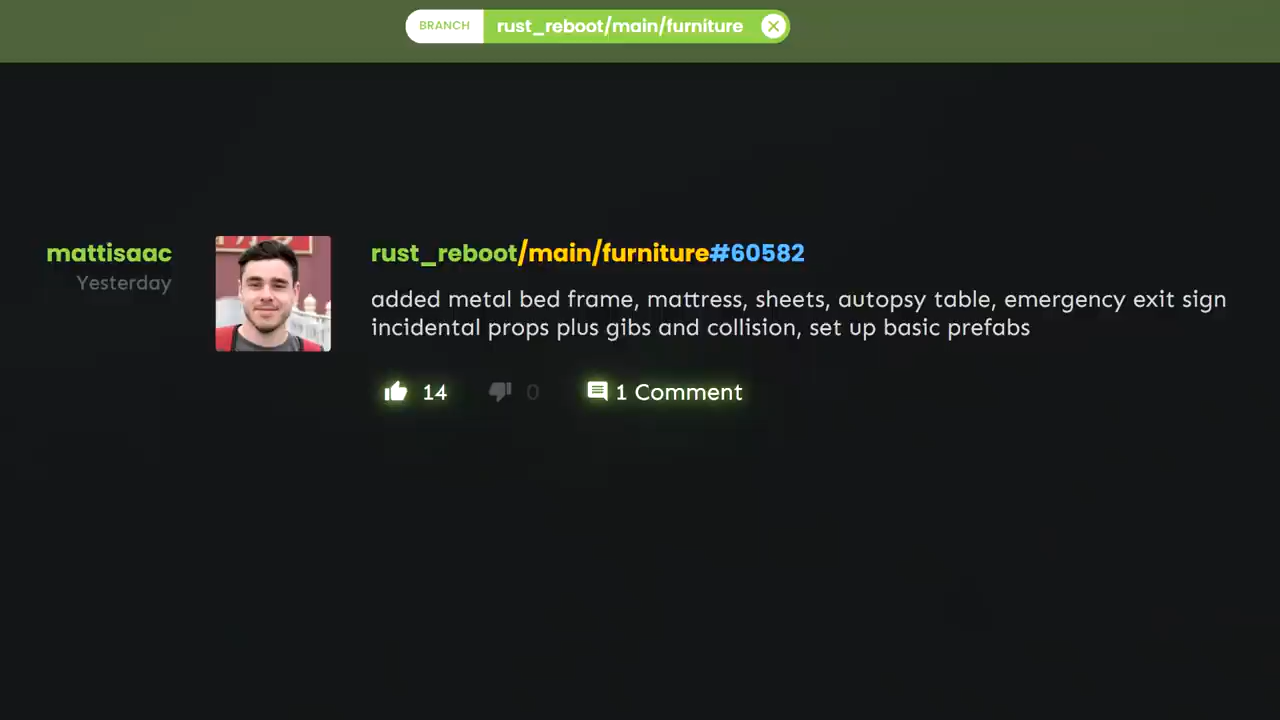 BRANCH rust_reboot/main/furniture
mattisaac
Yesterday
rust_reboot/main/furniture#60582
added metal bed frame, mattress, sheets, autopsy table, emergency exit sign
incidental props plus gibs and collision, set up basic prefabs
14 0 1 Comment